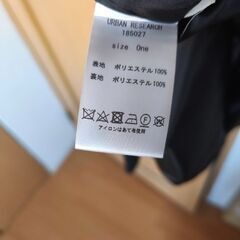 URBAN RESEARCH
185027
size One
表地 ポリエステル100%
裏地 ポリエステル100%
アイロンはあて布使用